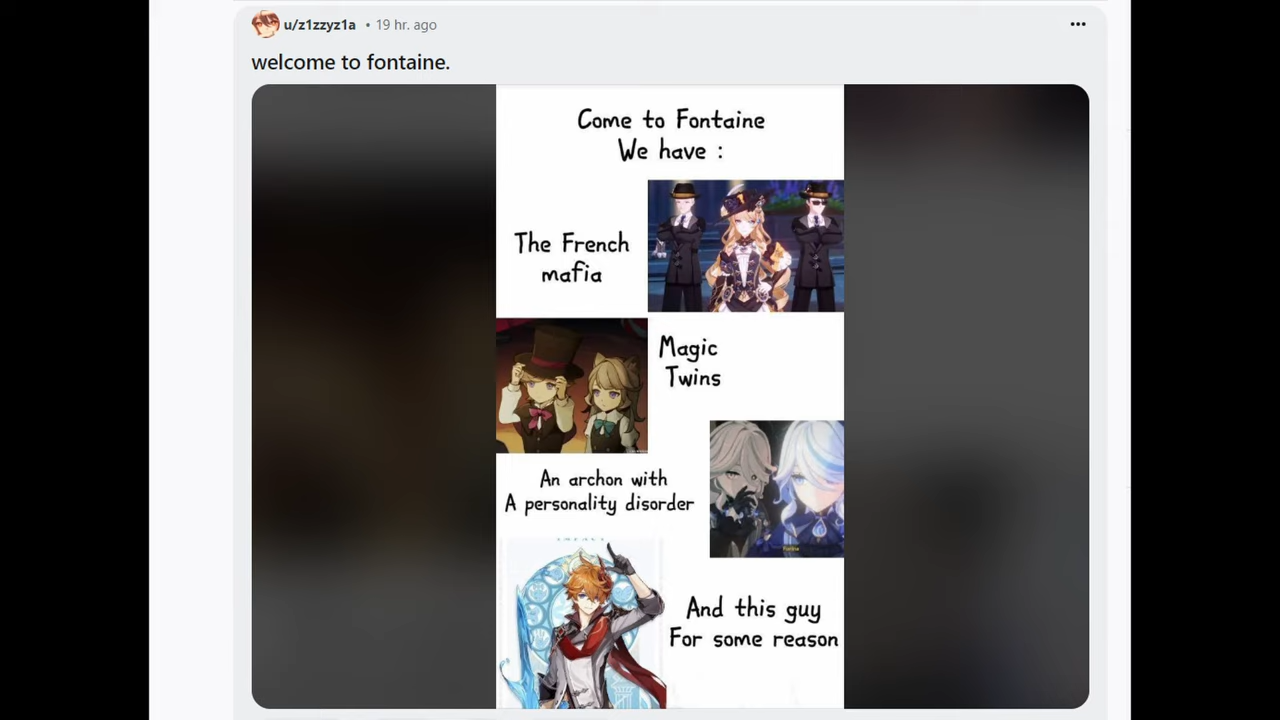 u/z1zzyz1a • 19 hr. ago
welcome to fontaine.
Come to Fontaine
We have :
The French
mafia
Magic
Twins
An archon with
A personality disorder
Furina
And this guy
For some reason